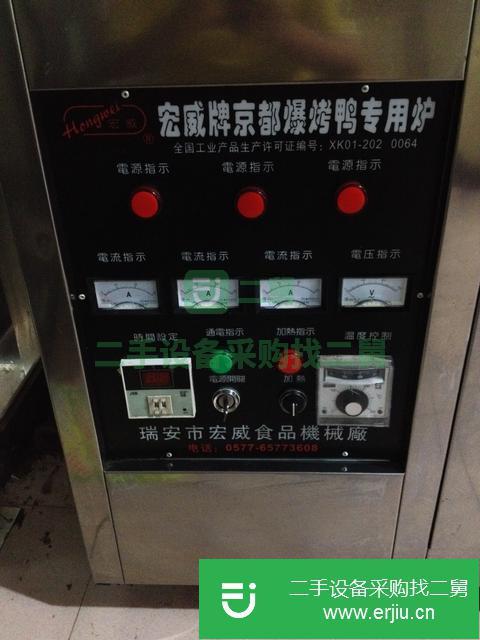 Hongwei 宏威 ®
宏威牌京都爆烤鸭专用炉
全国工业产品生产许可证编号：XK01-202 0064
電源指示 電源指示 電源指示
電流指示 電流指示 電流指示 電压指示
A A A V
二舅
時間設定 通電指示 加熱指示 温度控制
二手设备采购找二舅
電源開關 加熱
瑞安市宏威食品機械廠
电话：0577-65773608
二手设备采购找二舅
www.erjiu.cn